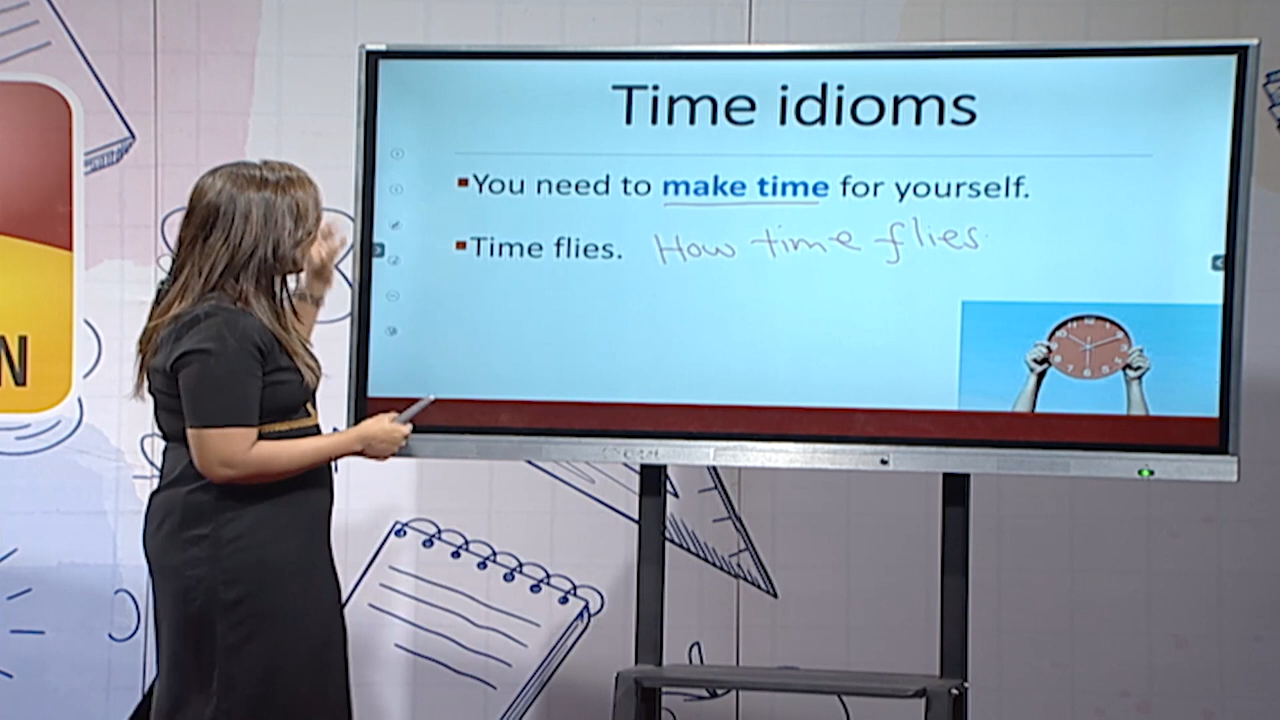 Time idioms
▪You need to make time for yourself.
▪Time flies. How time flies.
N